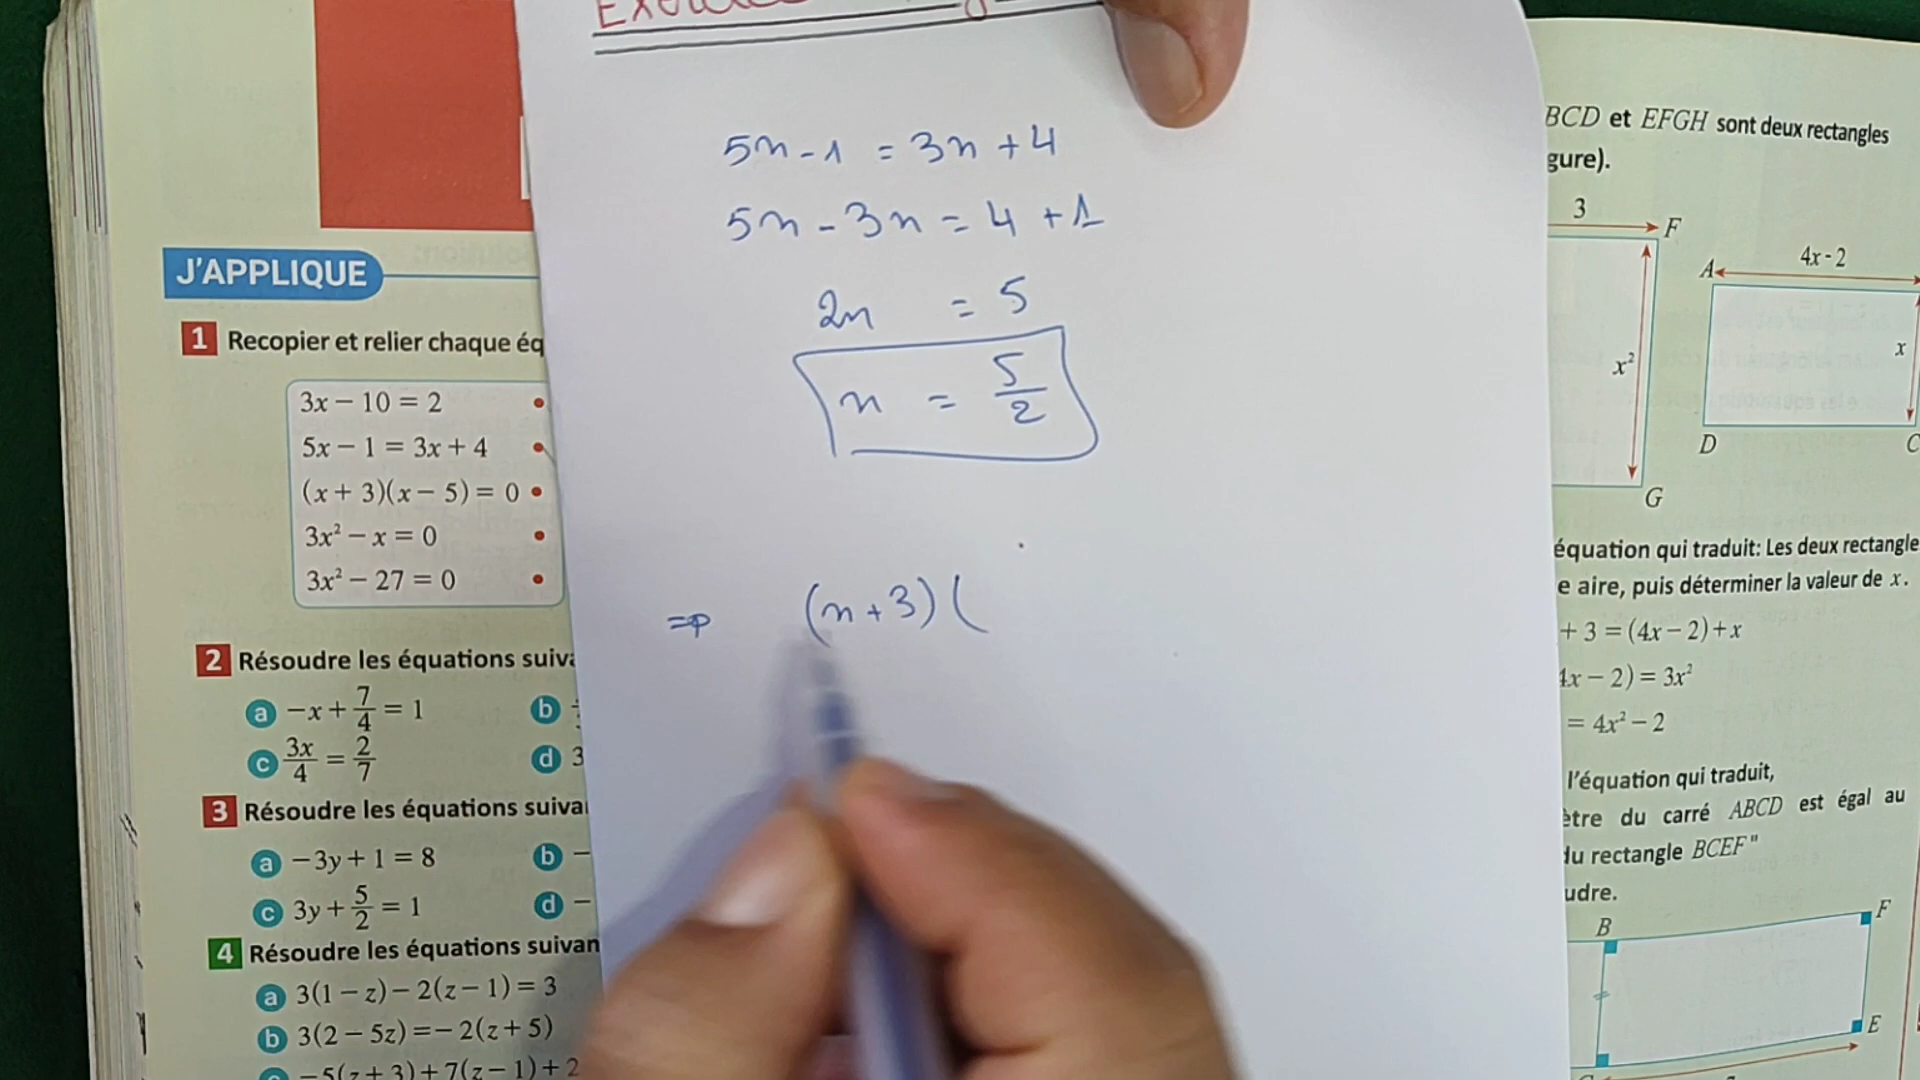 5x - 1 = 3x + 4
5x - 3x = 4 + 1
2x = 5
x = 5/2
⇒ (x + 3)(
J'APPLIQUE
1 Recopier et relier chaque éq
3x − 10 = 2
5x − 1 = 3x + 4
(x + 3)(x − 5) = 0
3x² − x = 0
3x² − 27 = 0
2 Résoudre les équations suiva
a −x + 7/4 = 1 b
c 3x/4 = 2/7 d 3
3 Résoudre les équations suivan
a −3y + 1 = 8 b −
c 3y + 5/2 = 1 d −
4 Résoudre les équations suivan
a 3(1 − z) − 2(z − 1) = 3
b 3(2 − 5z) = − 2(z + 5)
−5(z + 3) + 7(z − 1) + 2
BCD et EFGH sont deux rectangles
gure).
3
F
4x - 2
A
x²
x
D
C
G
équation qui traduit: Les deux rectangle
e aire, puis déterminer la valeur de x.
+ 3 = (4x − 2) + x
4x − 2) = 3x²
= 4x² − 2
l'équation qui traduit,
ètre du carré ABCD est égal au
du rectangle BCEF"
udre.
B
F
E